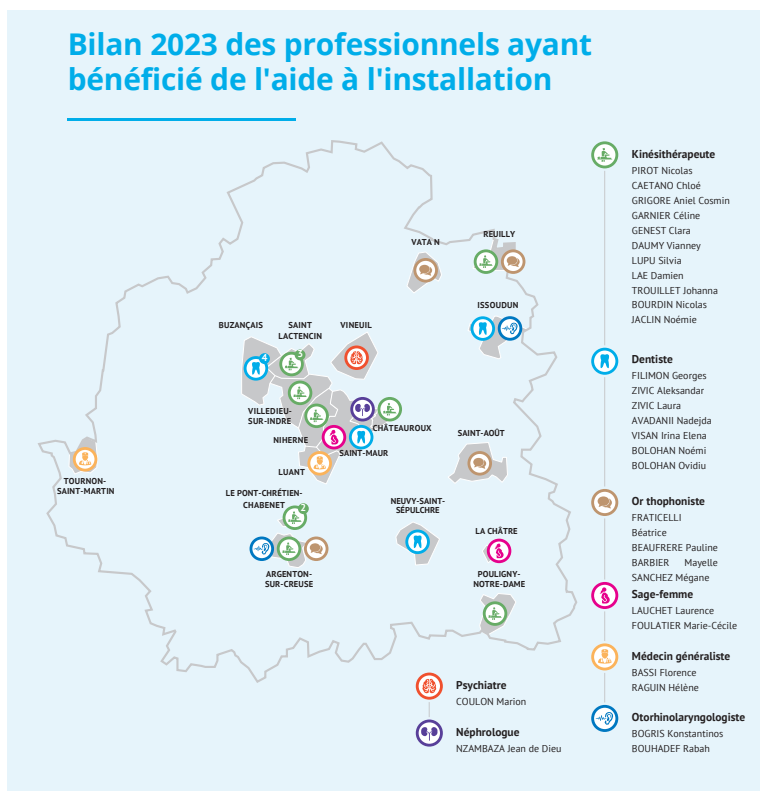 Bilan 2023 des professionnels ayant
bénéficié de l'aide à l'installation
VATA N
REUILLY
ISSOUDUN
BUZANÇAIS
SAINT
LACTENCIN
VINEUIL
4
3
VILLEDIEU-
SUR-INDRE
CHÂTEAUROUX
NIHERNE
SAINT-MAUR
SAINT-AOÛT
LUANT
TOURNON-
SAINT-MARTIN
LE PONT-CHRÉTIEN-
CHABENET
2
NEUVY-SAINT-
SÉPULCHRE
LA CHÂTRE
ARGENTON-
SUR-CREUSE
POULIGNY-
NOTRE-DAME
Kinésithérapeute
PIROT Nicolas
CAETANO Chloé
GRIGORE Aniel Cosmin
GARNIER Céline
GENEST Clara
DAUMY Vianney
LUPU Silvia
LAE Damien
TROUILLET Johanna
BOURDIN Nicolas
JACLIN Noémie
Dentiste
FILIMON Georges
ZIVIC Aleksandar
ZIVIC Laura
AVADANII Nadejda
VISAN Irina Elena
BOLOHAN Noémi
BOLOHAN Ovidiu
Or thophoniste
FRATICELLI
Béatrice
BEAUFRERE Pauline
BARBIER Mayelle
SANCHEZ Mégane
Sage-femme
LAUCHET Laurence
FOULATIER Marie-Cécile
Médecin généraliste
BASSI Florence
RAGUIN Hélène
Otorhinolaryngologiste
BOGRIS Konstantinos
BOUHADEF Rabah
Psychiatre
COULON Marion
Néphrologue
NZAMBAZA Jean de Dieu